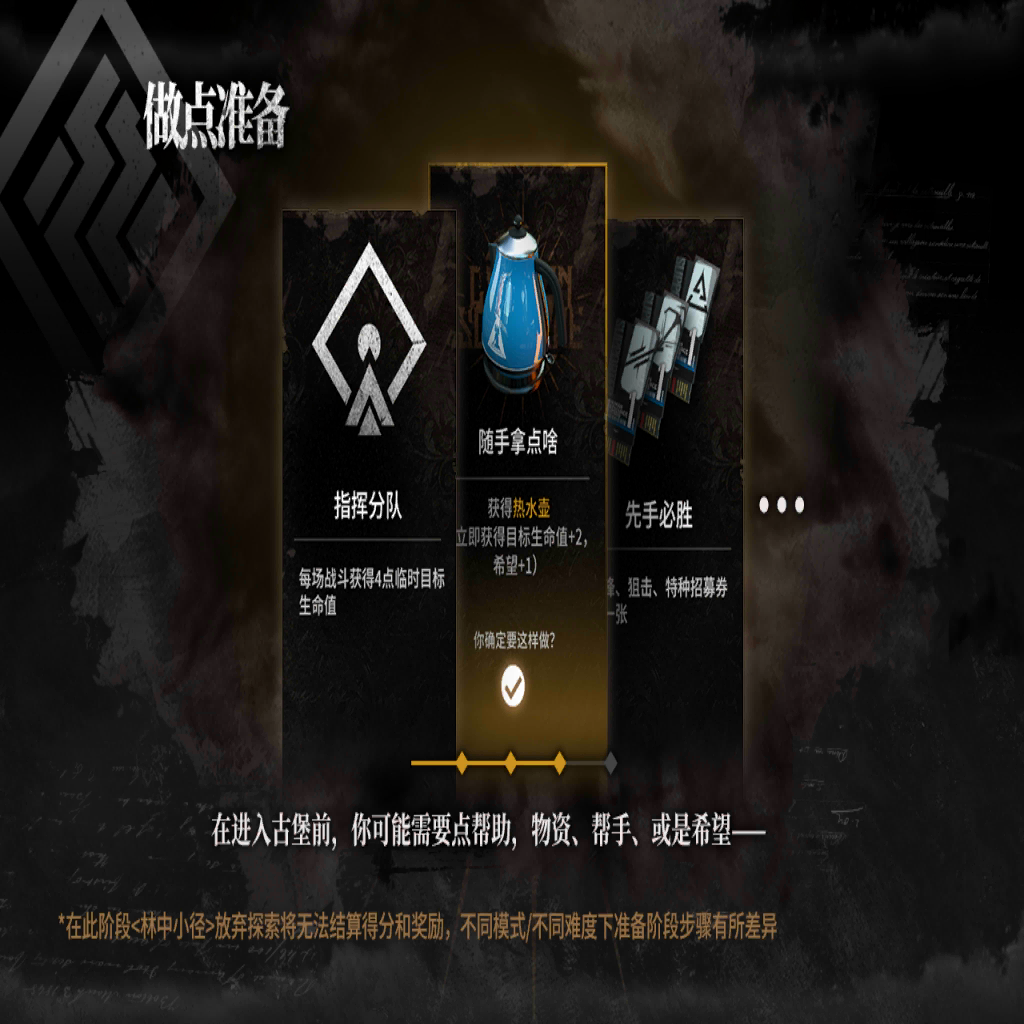 做点准备
指挥分队
每场战斗获得4点临时目标
生命值
随手拿点啥
获得热水壶
立即获得目标生命值+2,
希望+1）
你确定要这样做？
先手必胜
锋、狙击、特种招募券
一张
在进入古堡前，你可能需要点帮助，物资、帮手、或是希望——
*在此阶段<林中小径>放弃探索将无法结算得分和奖励，不同模式/不同难度下准备阶段步骤有所差异